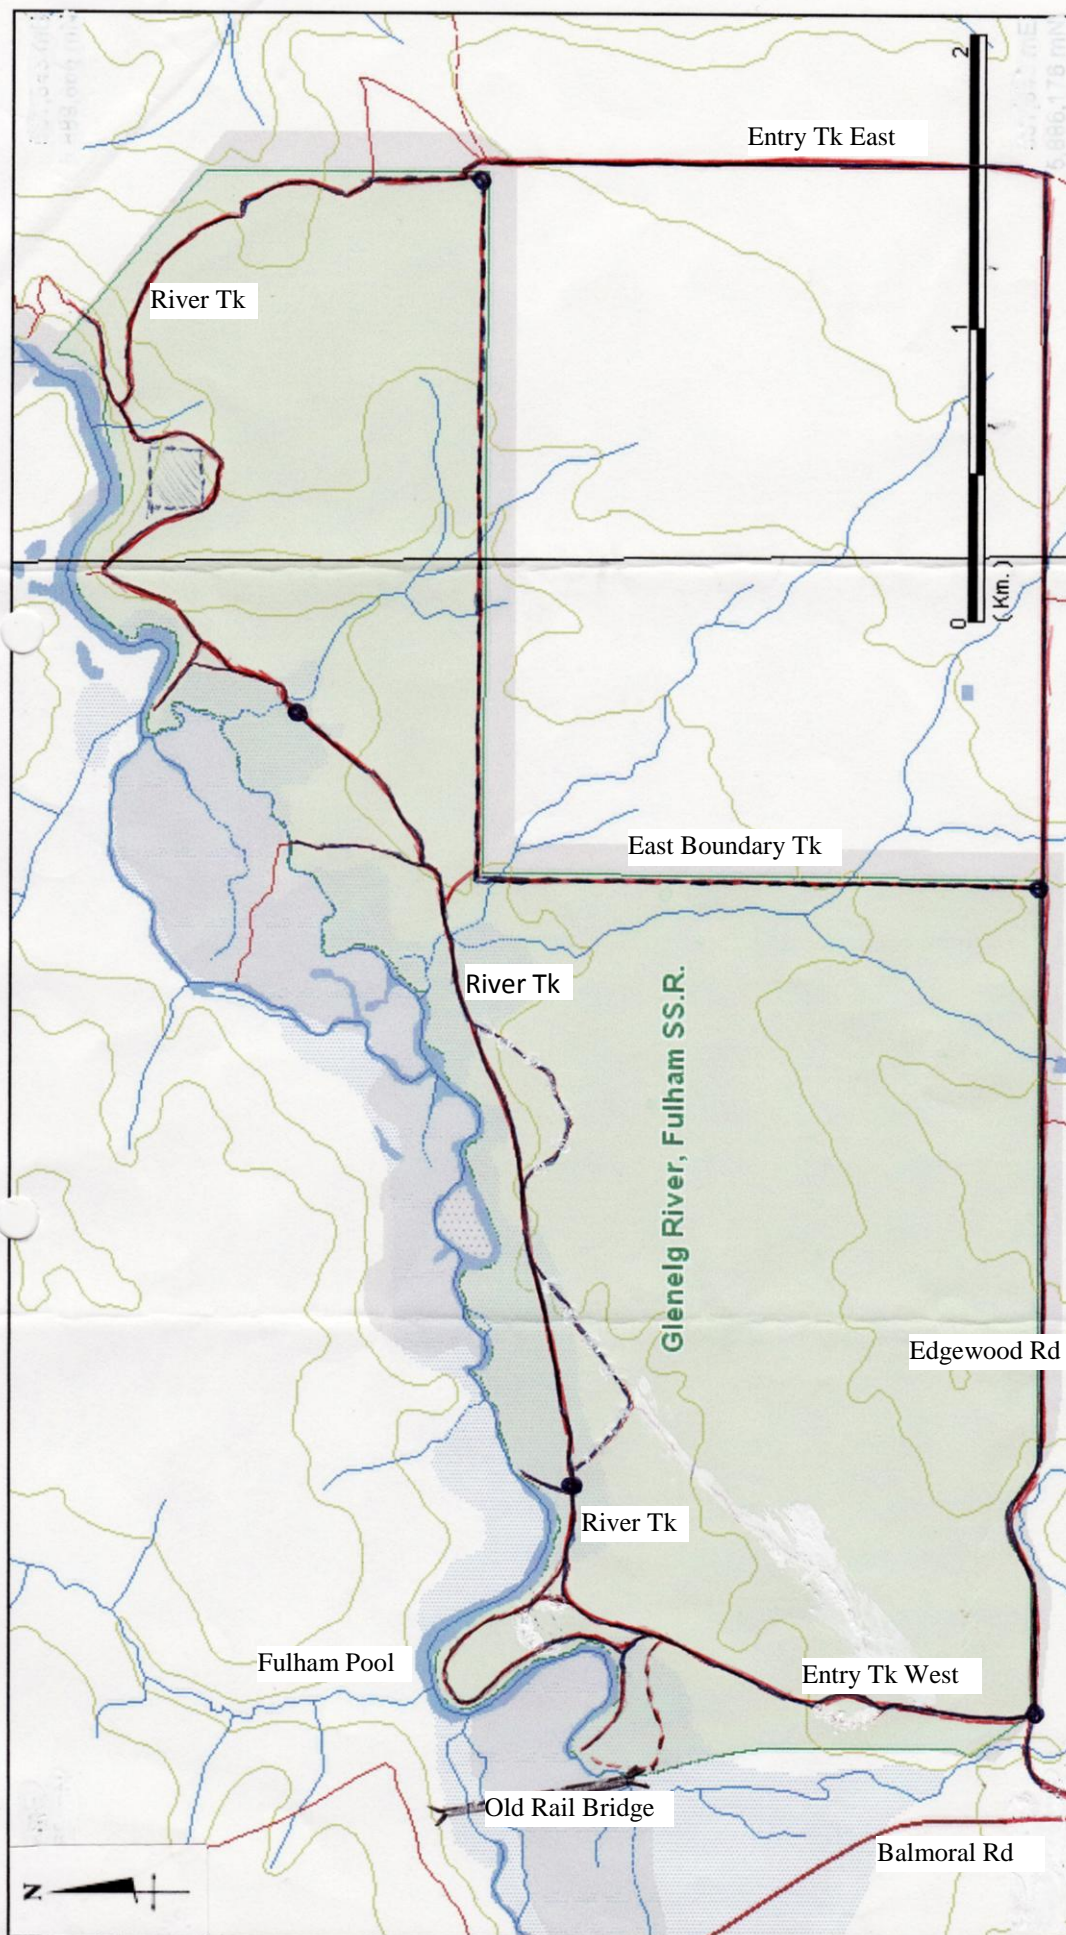 2
1
0
( Km. )
Entry Tk East
River Tk
East Boundary Tk
River Tk
Glenelg River, Fulham SS.R.
Edgewood Rd
River Tk
Fulham Pool
Entry Tk West
Old Rail Bridge
Balmoral Rd
N